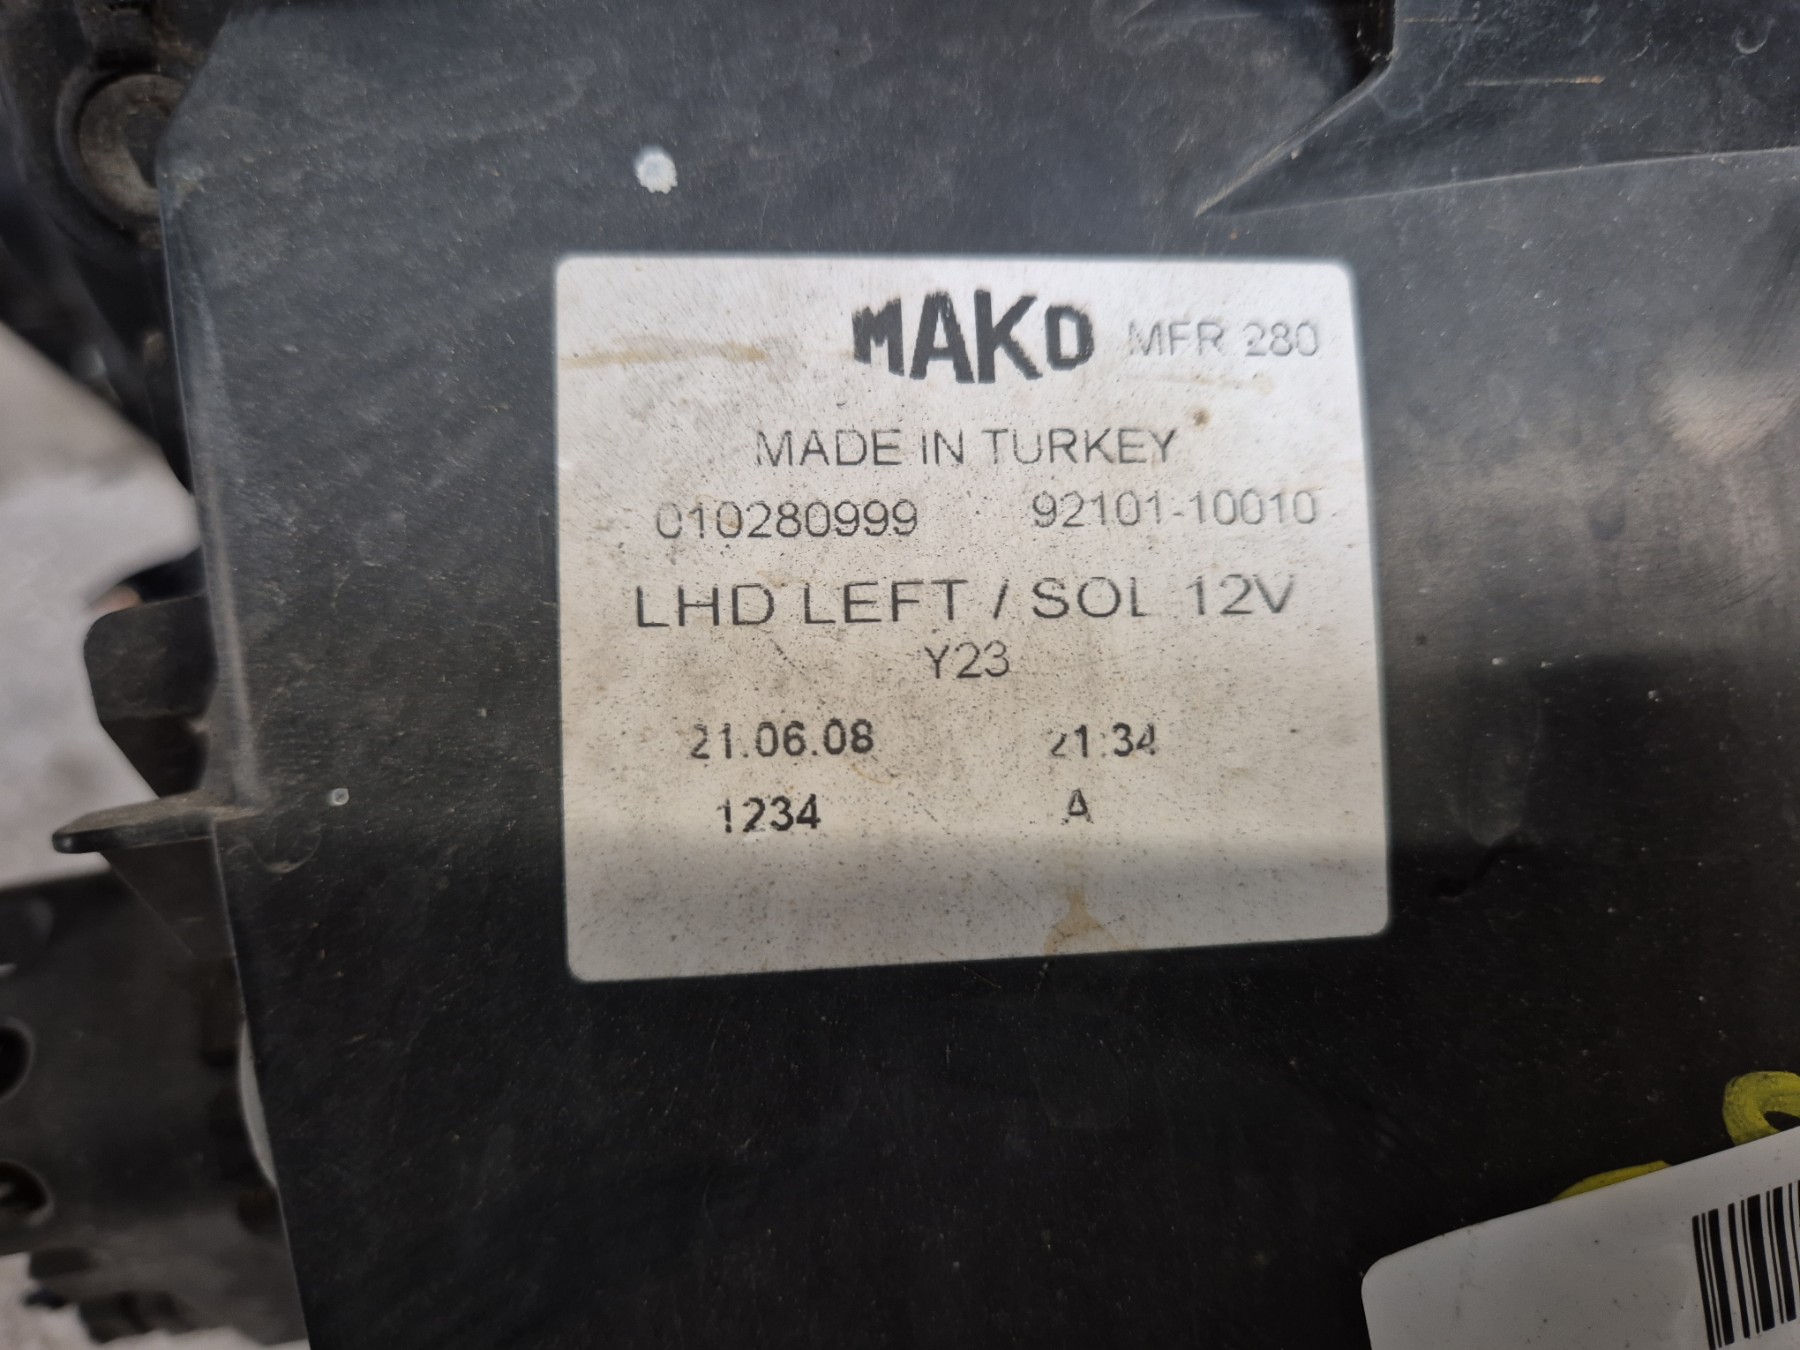 MAKO MFR 280
MADE IN TURKEY
010280999 92101-10010
LHD LEFT / SOL 12V
Y23
21.06.08 21:34
1234 A